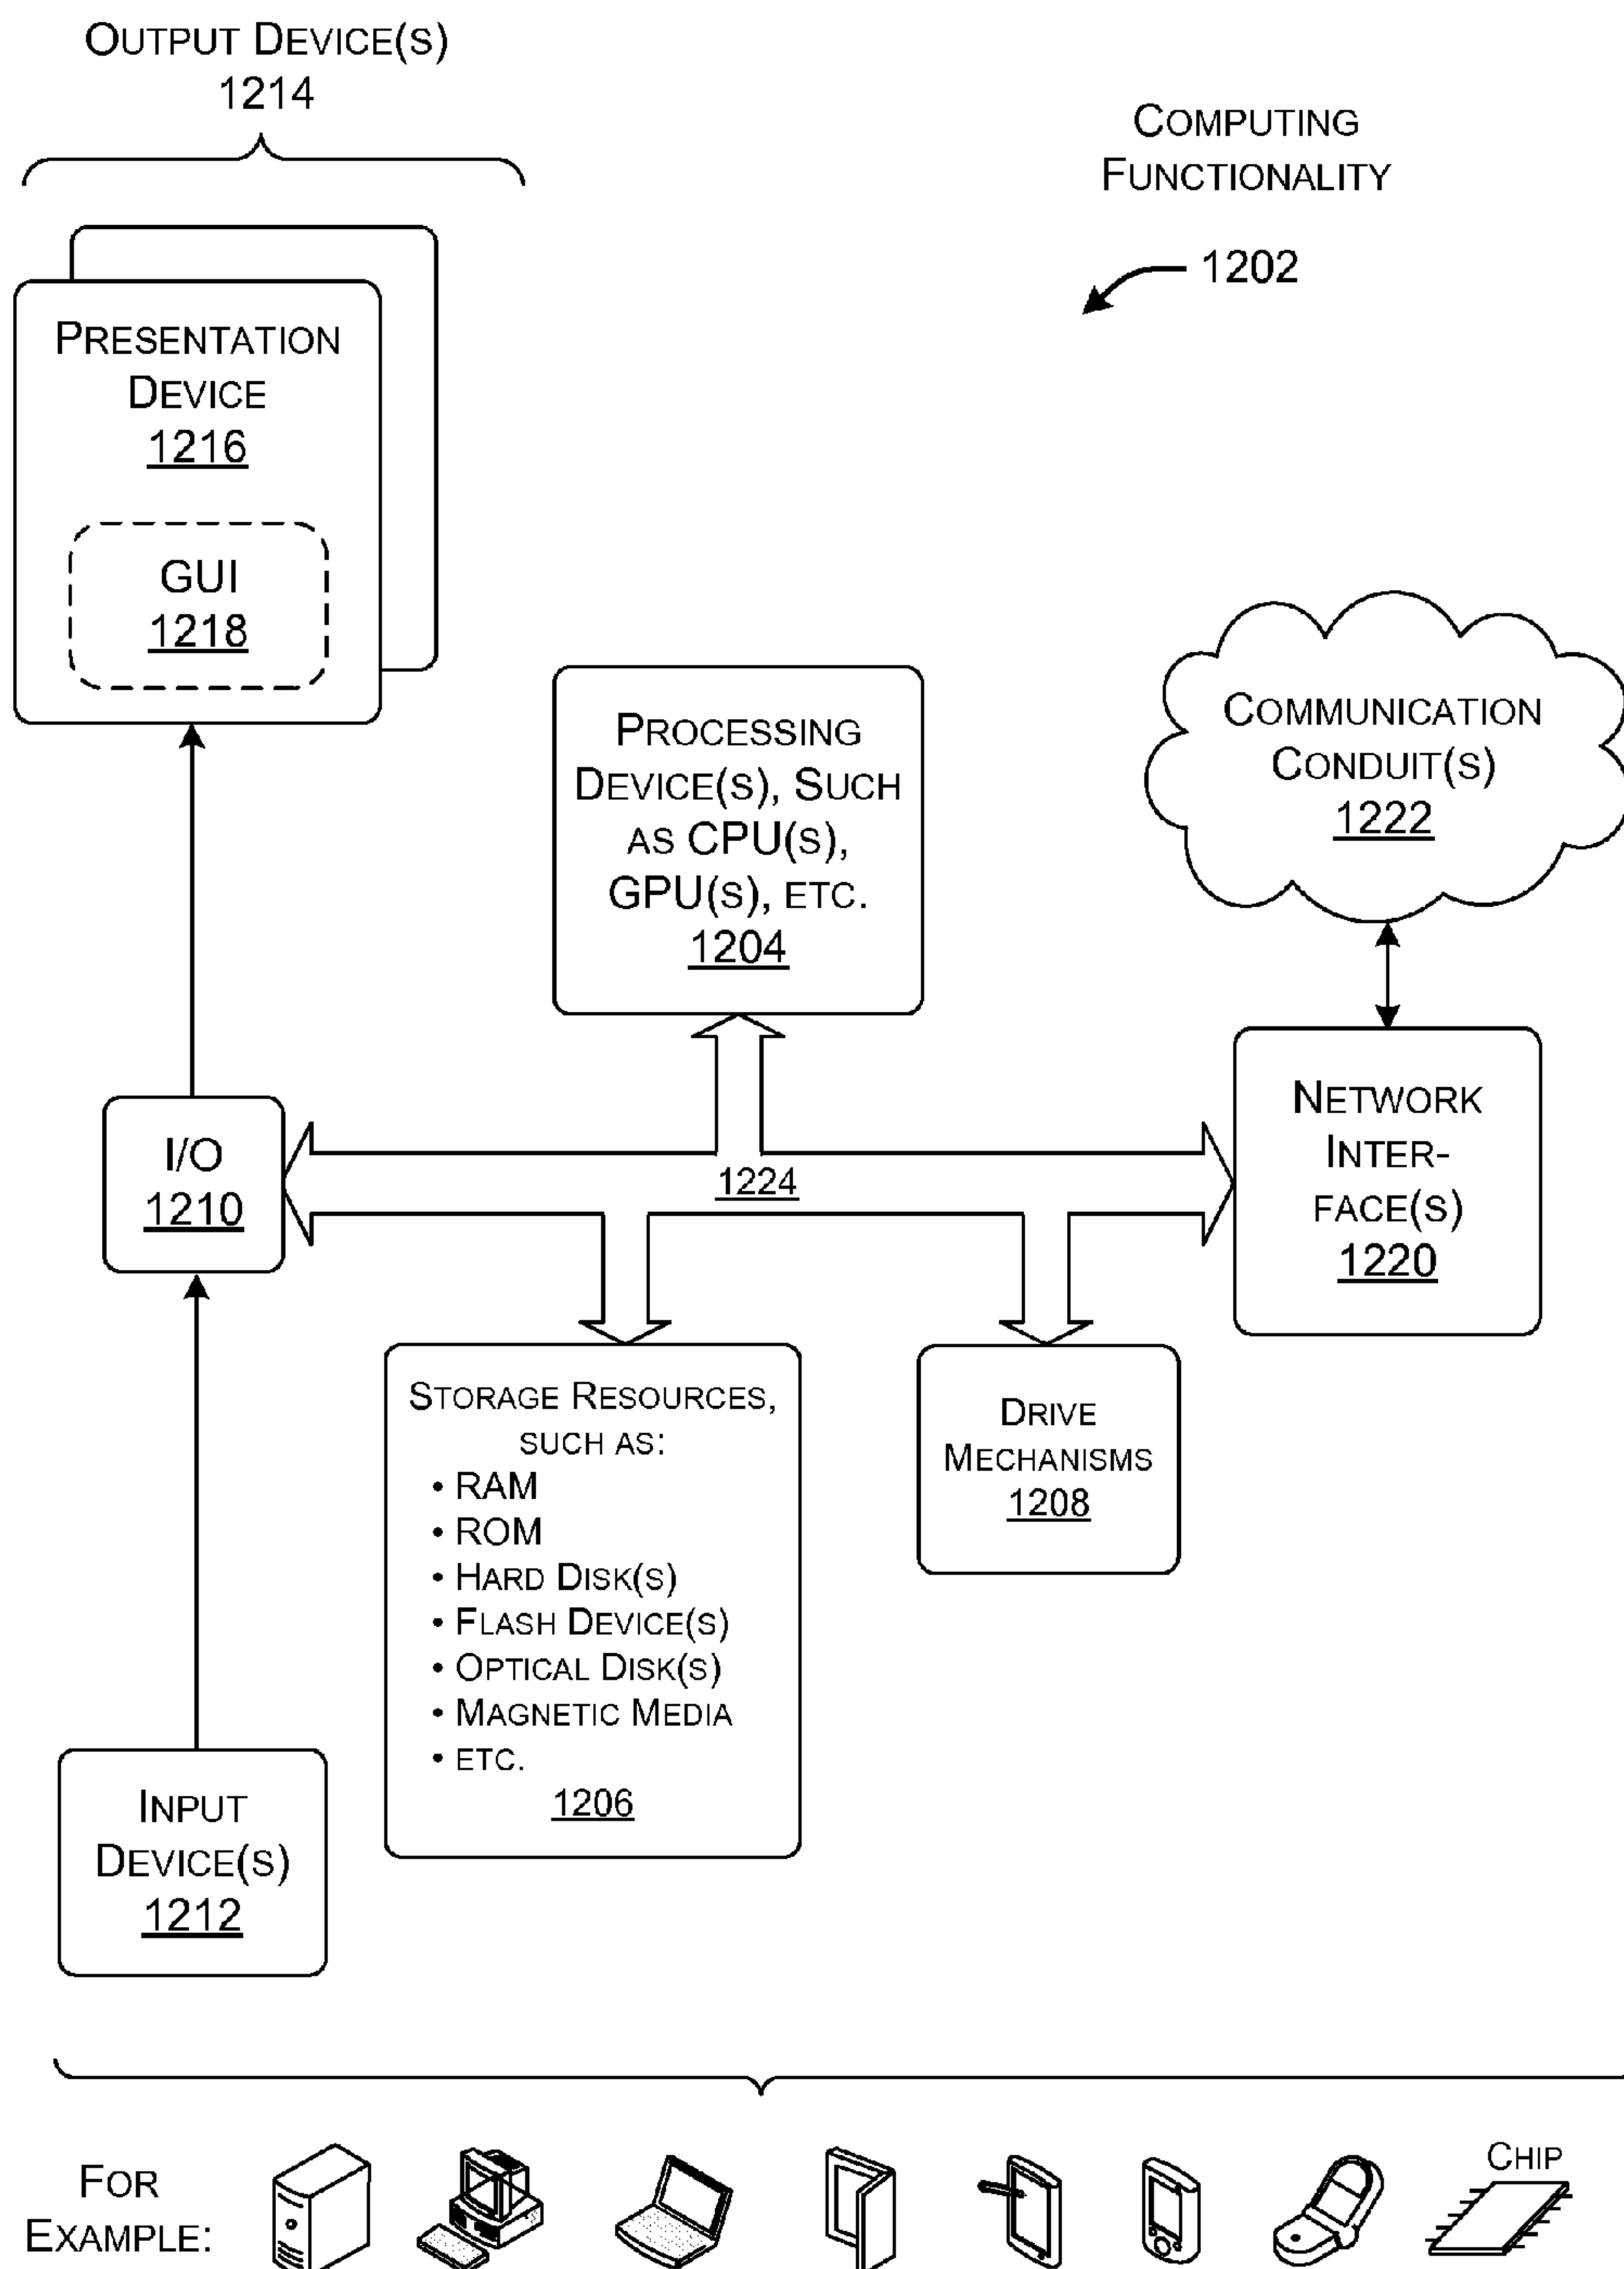 OUTPUT DEVICE(S)
1214
COMPUTING
FUNCTIONALITY
1202
PRESENTATION
DEVICE
1216
GUI
1218
PROCESSING
DEVICE(S), SUCH
AS CPU(S),
GPU(S), ETC.
1204
COMMUNICATION
CONDUIT(S)
1222
I/O
1210
1224
NETWORK
INTER-
FACE(S)
1220
STORAGE RESOURCES,
SUCH AS:
• RAM
• ROM
• HARD DISK(S)
• FLASH DEVICE(S)
• OPTICAL DISK(S)
• MAGNETIC MEDIA
• ETC.
1206
DRIVE
MECHANISMS
1208
INPUT
DEVICE(S)
1212
FOR
EXAMPLE:
CHIP